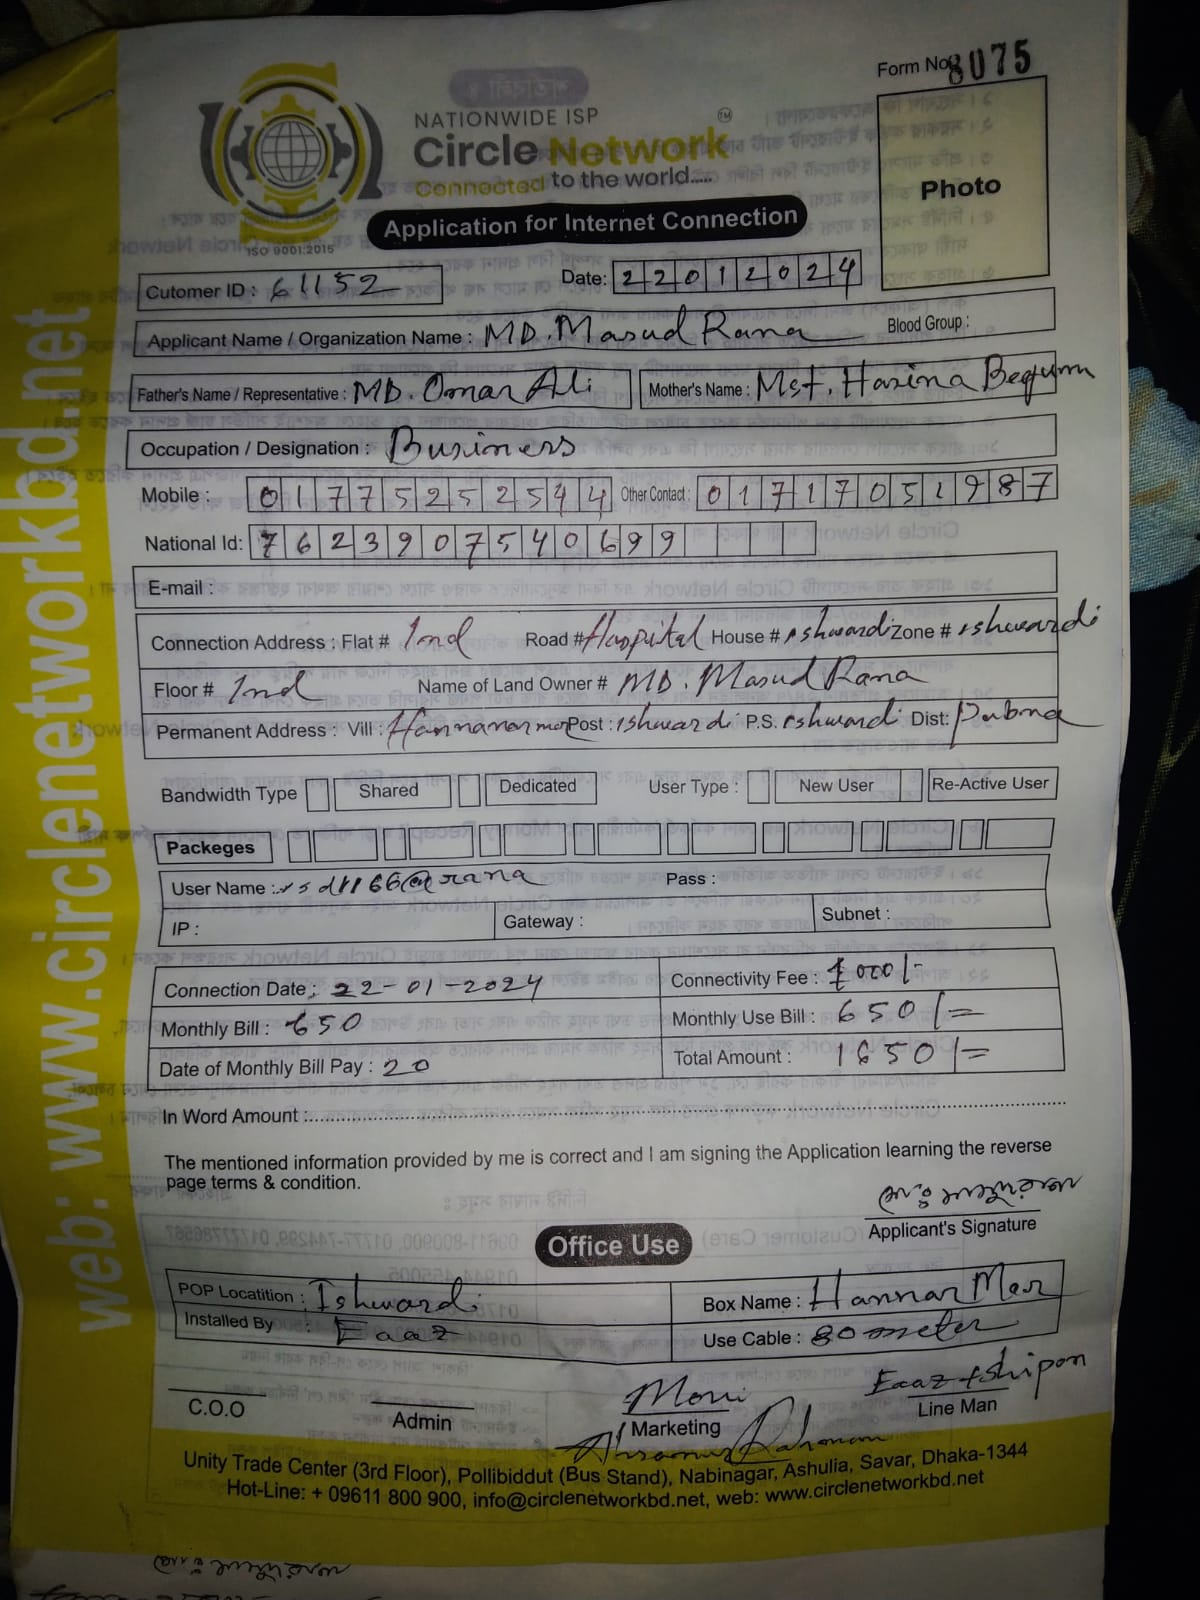 Form No: 8075
NATIONWIDE ISP
Circle Network TM
Connected to the world.....
Photo
Application for Internet Connection
ISO 9001:2015
Cutomer ID : 61152 Date: 22012024
Applicant Name / Organization Name : MD. Masud Rana Blood Group :
Father's Name / Representative : MD. Omar Ali Mother's Name : Mst. Hasina Begum
Occupation / Designation : Business
Mobile : 01775252544 Other Contact : 01717051987
National Id: 7623907540699
E-mail :
Connection Address : Flat # Ind Road # Hospital House # ishwardi Zone # ishwardi
Floor # Ind Name of Land Owner # MD. Masud Rana
Permanent Address : Vill : Post : ishwardi P.S. ishwardi Dist: Pabna
Bandwidth Type Shared Dedicated User Type : New User Re-Active User
Packeges
User Name : Pass :
IP : Gateway : Subnet :
Connection Date : 22-01-2024 Connectivity Fee : 1000/-
Monthly Bill : 650 Monthly Use Bill : 650/=
Date of Monthly Bill Pay : 20 Total Amount : 1650/=
In Word Amount :
The mentioned information provided by me is correct and I am signing the Application learning the reverse
page terms & condition.
মোঃ মাসুদ রানা
Applicant's Signature
Office Use
POP Locatition : Ishwardi Box Name : Hannan Mor
Installed By : Eaaz Use Cable : 80 meter
Moni Eaaz + Shipon
C.O.O Admin Marketing Line Man
Unity Trade Center (3rd Floor), Pollibiddut (Bus Stand), Nabinagar, Ashulia, Savar, Dhaka-1344
Hot-Line: + 09611 800 900, info@circlenetworkbd.net, web: www.circlenetworkbd.net
web: www.circlenetworkbd.net